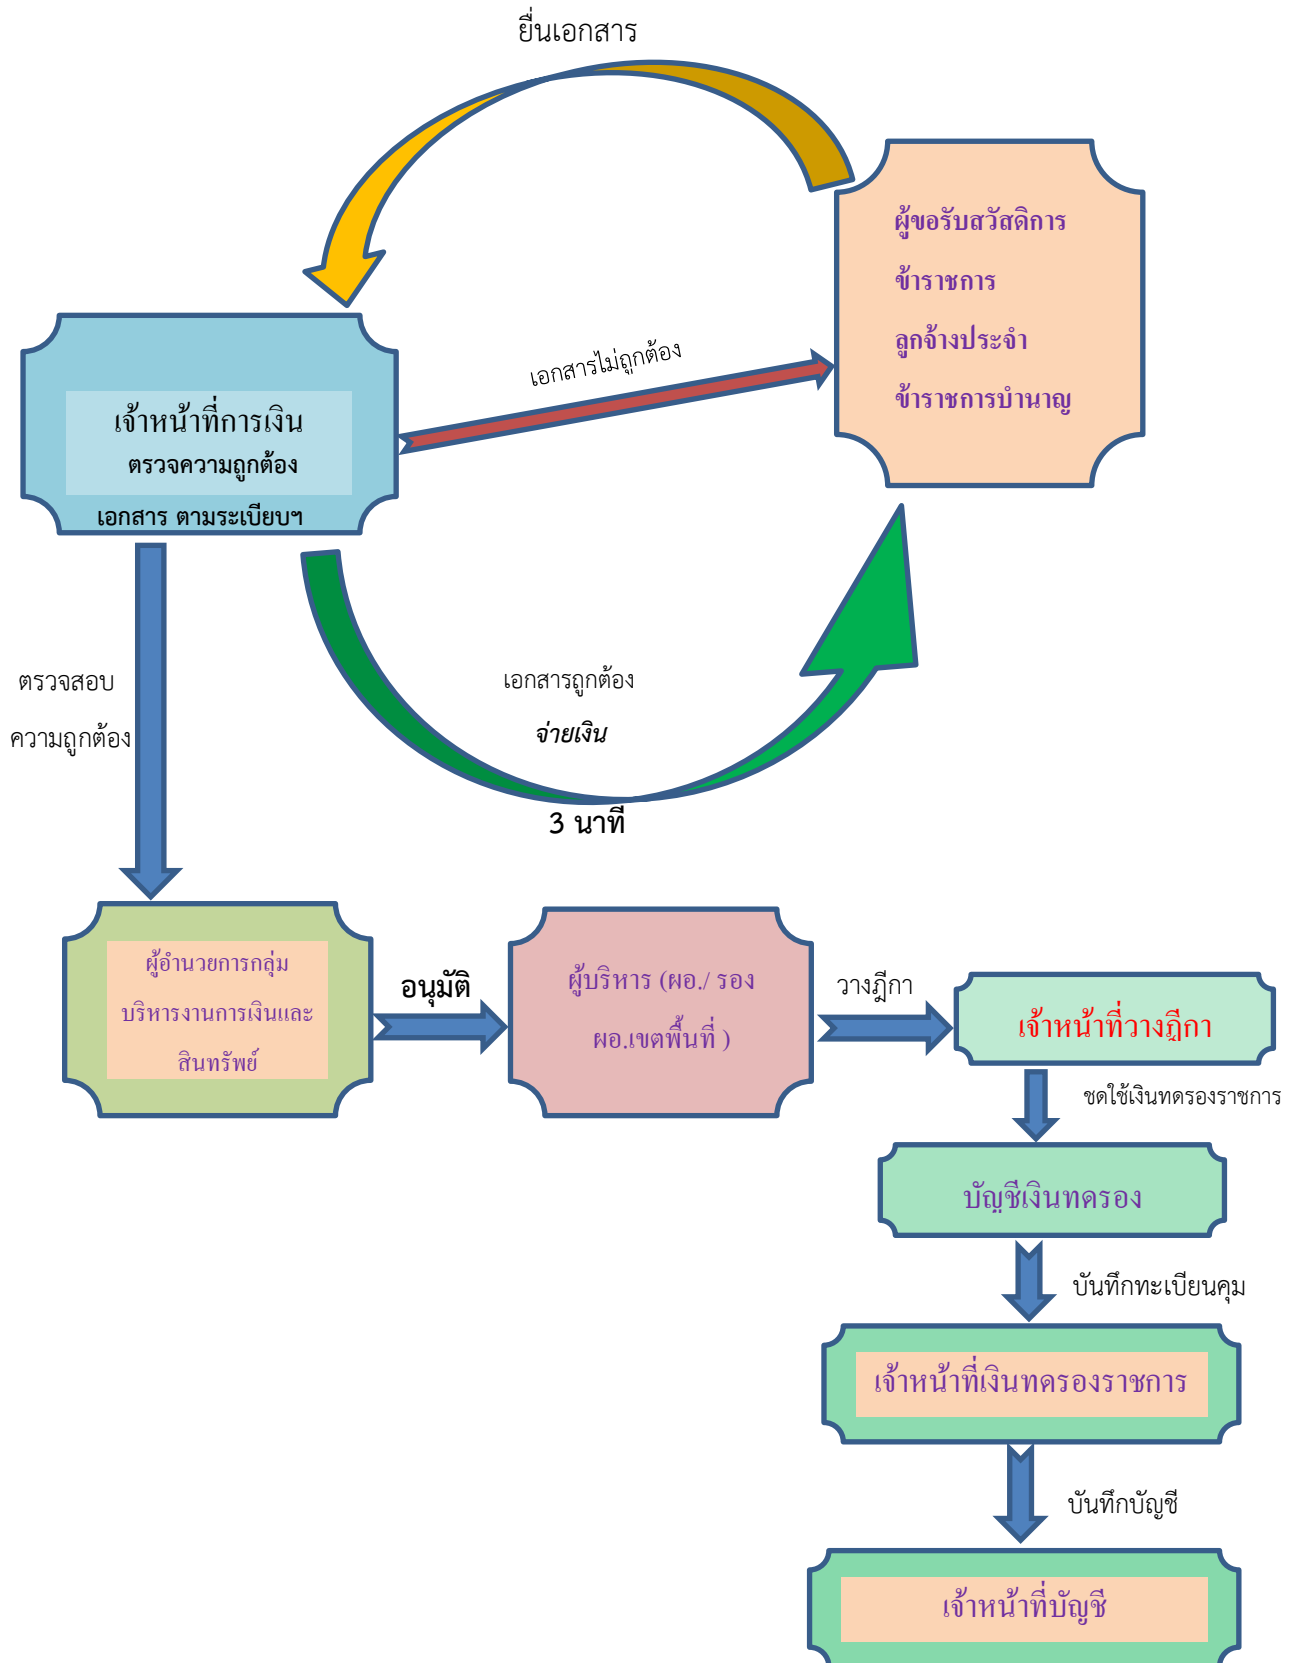 ยื่นเอกสาร
ผู้ขอรับสวัสดิการ
ข้าราชการ
ลูกจ้างประจำ
ข้าราชการบำนาญ
เอกสารไม่ถูกต้อง
เจ้าหน้าที่การเงิน
ตรวจความถูกต้อง
เอกสาร ตามระเบียบฯ
ตรวจสอบ
ความถูกต้อง
เอกสารถูกต้อง
จ่ายเงิน
3 นาที
ผู้อำนวยการกลุ่ม
บริหารงานการเงินและ
สินทรัพย์
อนุมัติ
ผู้บริหาร (ผอ./ รอง
ผอ.เขตพื้นที่ )
วางฎีกา
เจ้าหน้าที่วางฎีกา
ชดใช้เงินทดรองราชการ
บัญชีเงินทดรอง
บันทึกทะเบียนคุม
เจ้าหน้าที่เงินทดรองราชการ
บันทึกบัญชี
เจ้าหน้าที่บัญชี